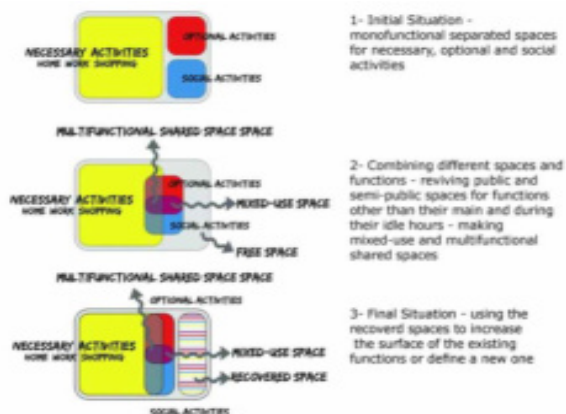 NECESSARY ACTIVITIES
HOME WORK SHOPPING
OPTIONAL ACTIVITIES
SOCIAL ACTIVITIES
1- Initial Situation -
monofunctional separated spaces
for necessary, optional and social
activities
MULTIFUNCTIONAL SHARED SPACE SPACE
NECESSARY ACTIVITIES
HOME WORK SHOPPING
OPTIONAL ACTIVITIES
MIXED-USE SPACE
SOCIAL ACTIVITIES
FREE SPACE
2- Combining different spaces and
functions - reviving public and
semi-public spaces for functions
other than their main and during
their idle hours - making
mixed-use and multifunctional
shared spaces
MULTIFUNCTIONAL SHARED SPACE SPACE
OPTIONAL ACTIVITIES
NECESSARY ACTIVITIES
HOME WORK SHOPPING
MIXED-USE SPACE
RECOVERED SPACE
SOCIAL ACTIVITIES
3- Final Situation - using the
recoverd spaces to increase
the surface of the existing
functions or define a new one